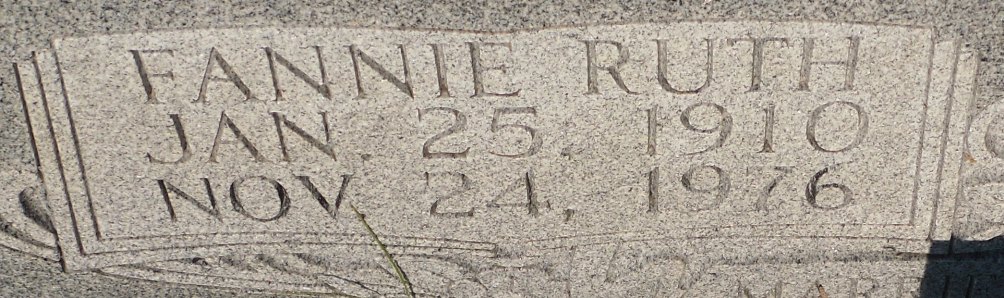 FANNIE RUTH
JAN. 25, 1910
NOV. 24, 1976